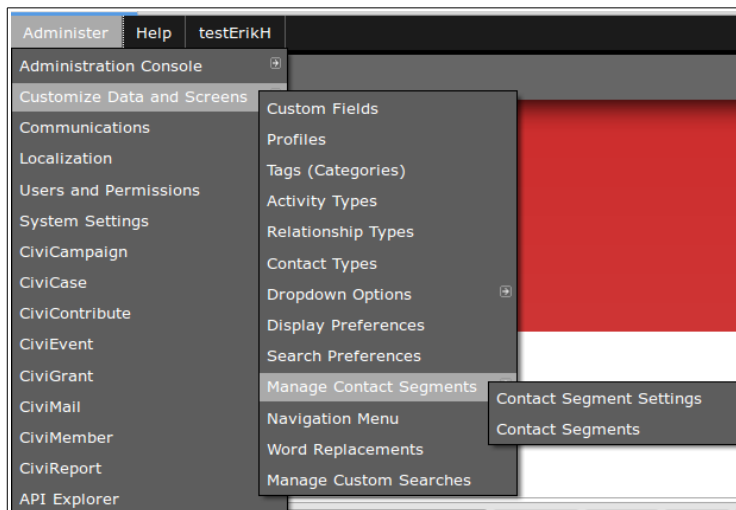 Administer Help testErikH
Administration Console
Customize Data and Screens
Communications
Localization
Users and Permissions
System Settings
CiviCampaign
CiviCase
CiviContribute
CiviEvent
CiviGrant
CiviMail
CiviMember
CiviReport
API Explorer
Custom Fields
Profiles
Tags (Categories)
Activity Types
Relationship Types
Contact Types
Dropdown Options
Display Preferences
Search Preferences
Manage Contact Segments
Navigation Menu
Word Replacements
Manage Custom Searches
Contact Segment Settings
Contact Segments